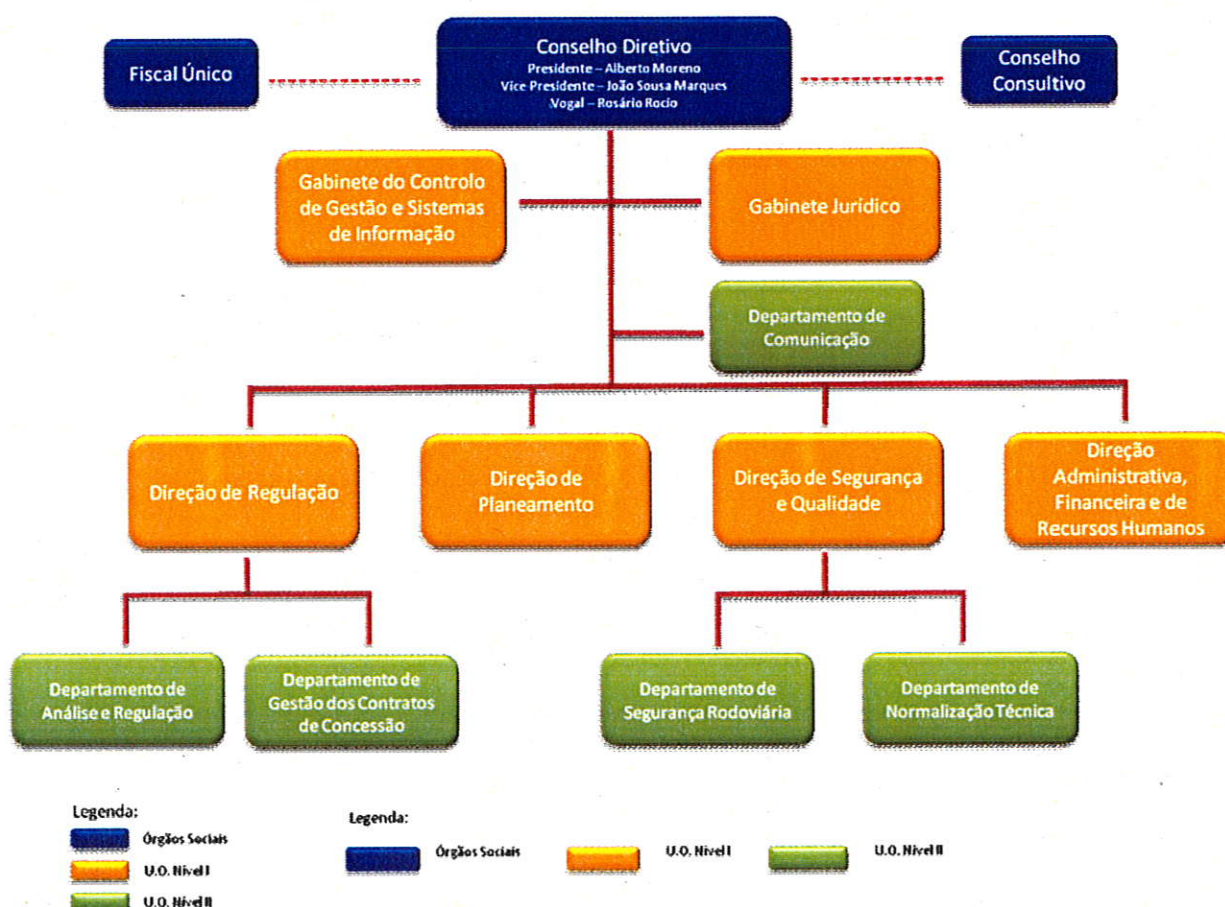 Fiscal Único
Conselho Diretivo
Presidente – Alberto Moreno
Vice-Presidente – João Sousa Marques
Vogal – Rosário Rocio
Conselho
Consultivo
Gabinete do Controlo
de Gestão e Sistemas
de Informação
Gabinete Jurídico
Departamento de
Comunicação
Direção de Regulação
Direção de
Planeamento
Direção de Segurança
e Qualidade
Direção
Administrativa,
Financeira e de
Recursos Humanos
Departamento de
Análise e Regulação
Departamento de
Gestão dos Contratos
de Concessão
Departamento de
Segurança Rodoviária
Departamento de
Normalização Técnica
Legenda:
Órgãos Sociais
U.O. Nível I
U.O. Nível II
Legenda:
Órgãos Sociais
U.O. Nível I
U.O. Nível II